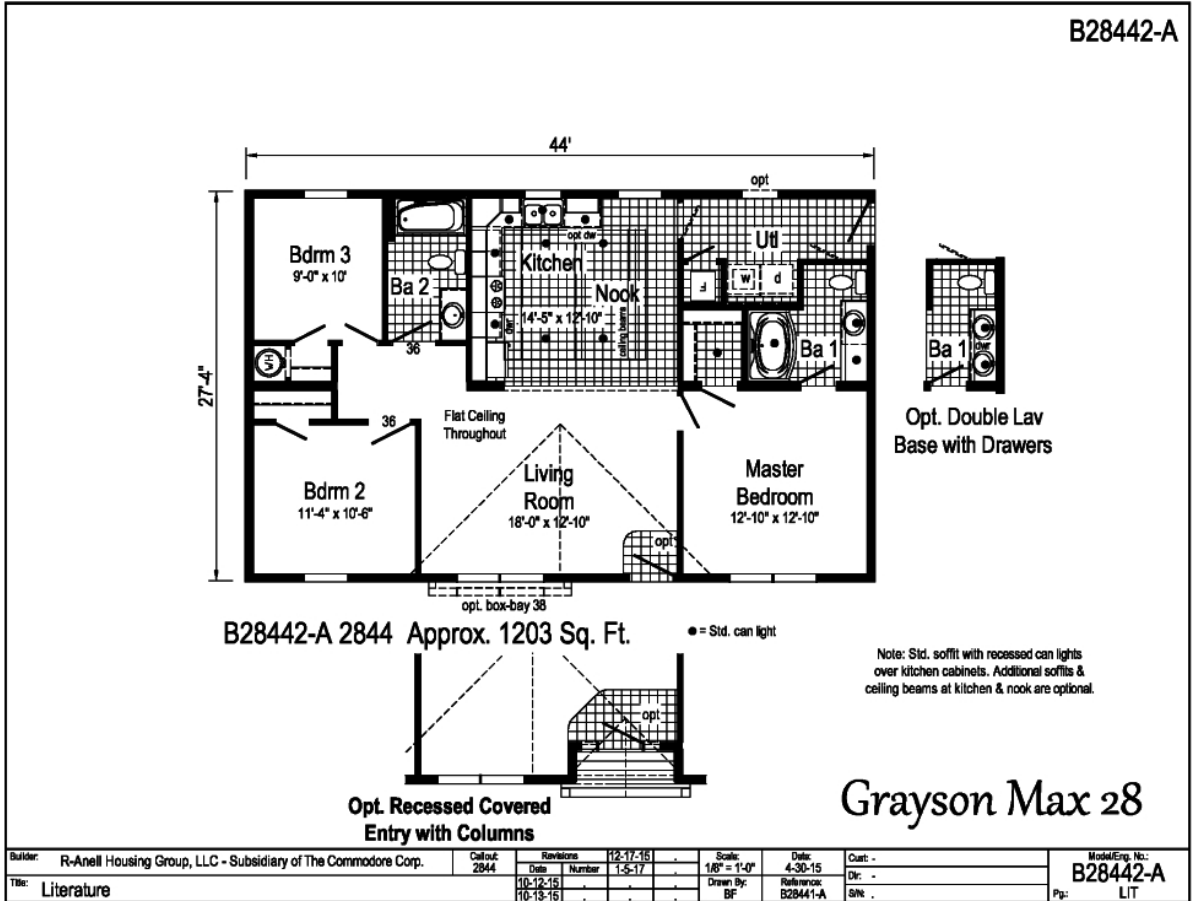 B28442-A
44'
opt
27'-4"
Bdrm 3
9'-0" x 10'
Ba 2
36
WH
Kitchen
opt dw
Nook
14'-5" x 12'-10"
dwr
ceiling beams
Utl
F
w
d
Ba 1
Ba 1
dwr
Opt. Double Lav
Base with Drawers
36
Flat Ceiling
Throughout
Bdrm 2
11'-4" x 10'-6"
Living
Room
18'-0" x 12'-10"
opt
Master
Bedroom
12'-10" x 12'-10"
opt. box-bay 38
B28442-A 2844 Approx. 1203 Sq. Ft.
= Std. can light
Note: Std. soffit with recessed can lights
over kitchen cabinets. Additional soffits &
ceiling beams at kitchen & nook are optional.
opt
Opt. Recessed Covered
Entry with Columns
Grayson Max 28
Builder: R-Anell Housing Group, LLC - Subsidiary of The Commodore Corp.
Title: Literature
Callout:
2844
Revisions 12-17-15 .
Date Number 1-5-17 .
10-12-15 . . .
10-13-15 . . .
Scale:
1/8" = 1'-0"
Date:
4-30-15
Drawn By:
BF
Reference:
B28441-A
Cust: -
Dir: -
S/N: .
Model/Eng. No.:
B28442-A
Pg.: LIT